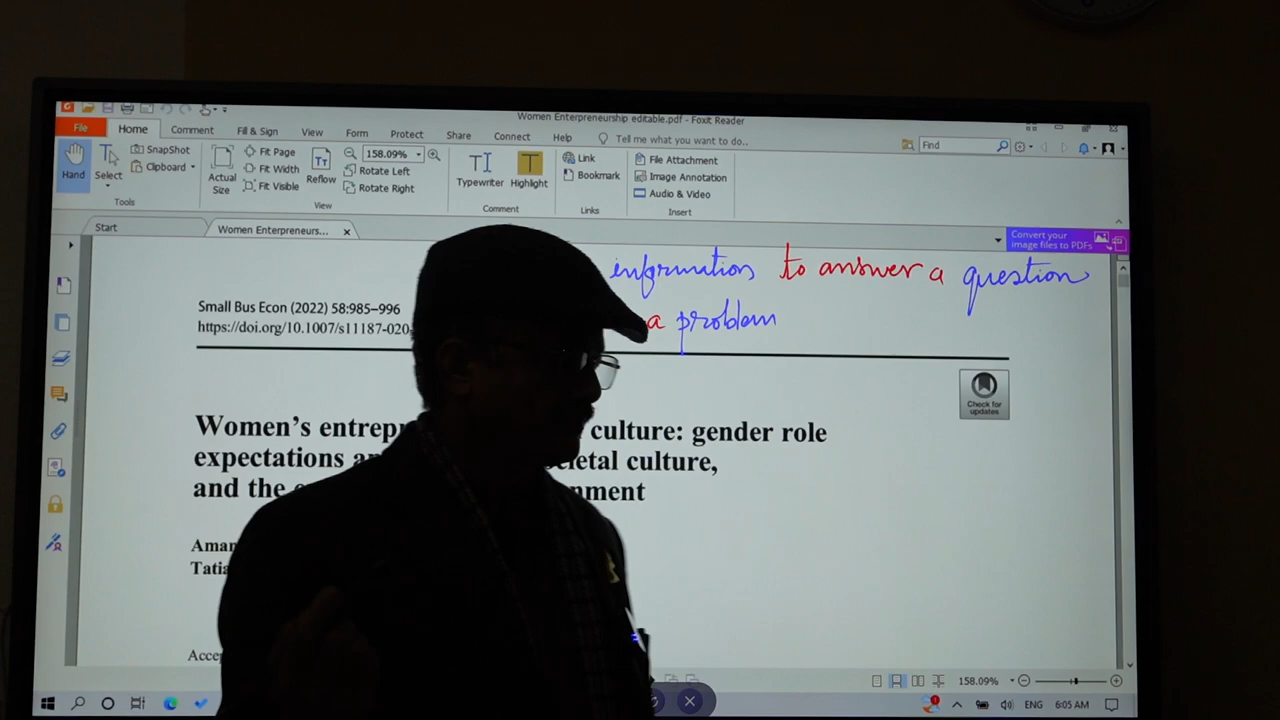 Women Enterpreneurship editable.pdf - Foxit Reader
File Home Comment Fill & Sign View Form Protect Share Connect Help Tell me what you want to do.. Find
Hand
Select
SnapShot
Clipboard
Tools
Actual Size
Fit Page
Fit Width
Fit Visible
Reflow
158.09%
Rotate Left
Rotate Right
View
Typewriter
Highlight
Comment
Link
Bookmark
Links
File Attachment
Image Annotation
Audio & Video
Insert
Start
Women Enterpreneurs...
Convert your
image files to PDFs
information to answer a question
a problem
Small Bus Econ (2022) 58:985–996
https://doi.org/10.1007/s11187-020
Check for
updates
Women's entrep culture: gender role
expectations societal culture,
and the nment
Aman
Tatia
Accep
158.09%
ENG 6:05 AM